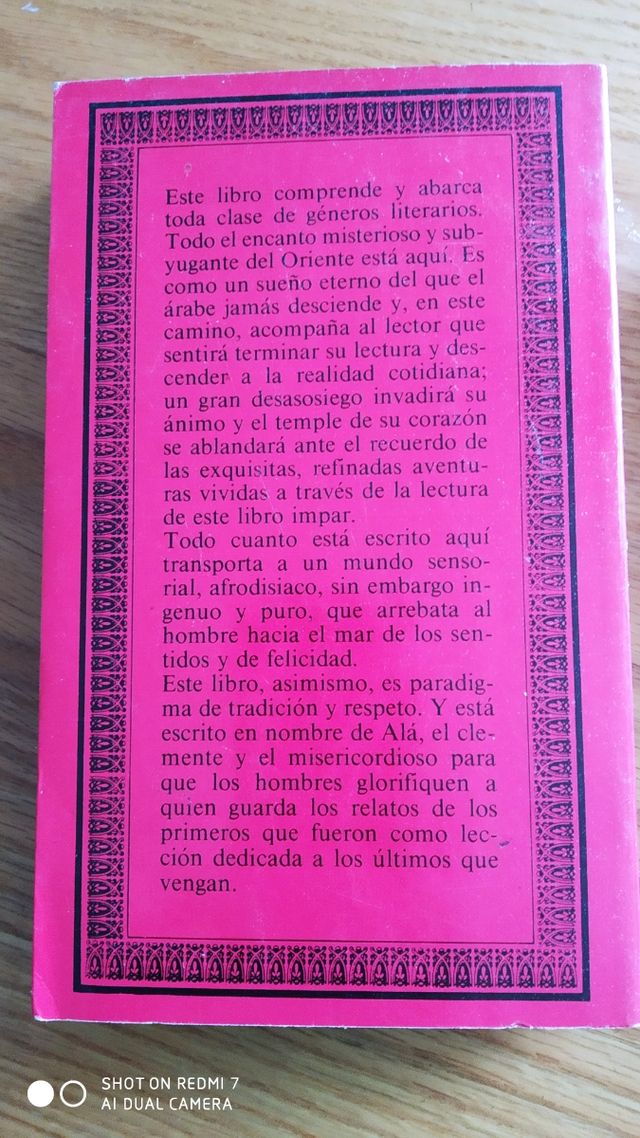 Este libro comprende y abarca
toda clase de géneros literarios.
Todo el encanto misterioso y sub-
yugante del Oriente está aquí. Es
como un sueño eterno del que el
árabe jamás desciende y, en este
camino, acompaña al lector que
sentirá terminar su lectura y des-
cender a la realidad cotidiana;
un gran desasosiego invadirá su
ánimo y el temple de su corazón
se ablandará ante el recuerdo de
las exquisitas, refinadas aventu-
ras vividas a través de la lectura
de este libro impar.
Todo cuanto está escrito aquí
transporta a un mundo senso-
rial, afrodisiaco, sin embargo in-
genuo y puro, que arrebata al
hombre hacia el mar de los sen-
tidos y de felicidad.
Este libro, asimismo, es paradig-
ma de tradición y respeto. Y está
escrito en nombre de Alá, el cle-
mente y el misericordioso para
que los hombres glorifiquen a
quien guarda los relatos de los
primeros que fueron como lec-
ción dedicada a los últimos que
vengan.
SHOT ON REDMI 7
AI DUAL CAMERA